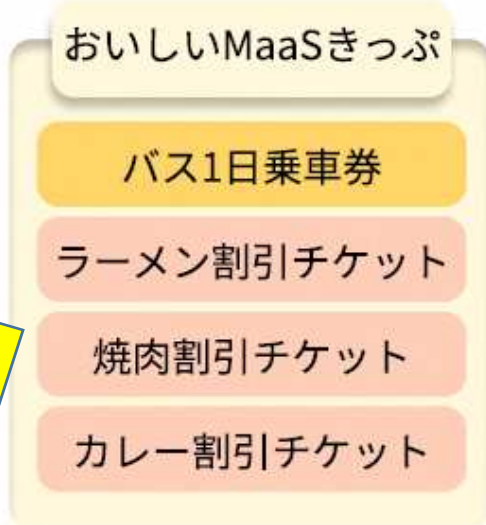 おいしいMaaSきっぷ
バス1日乗車券
ラーメン割引チケット
焼肉割引チケット
カレー割引チケット